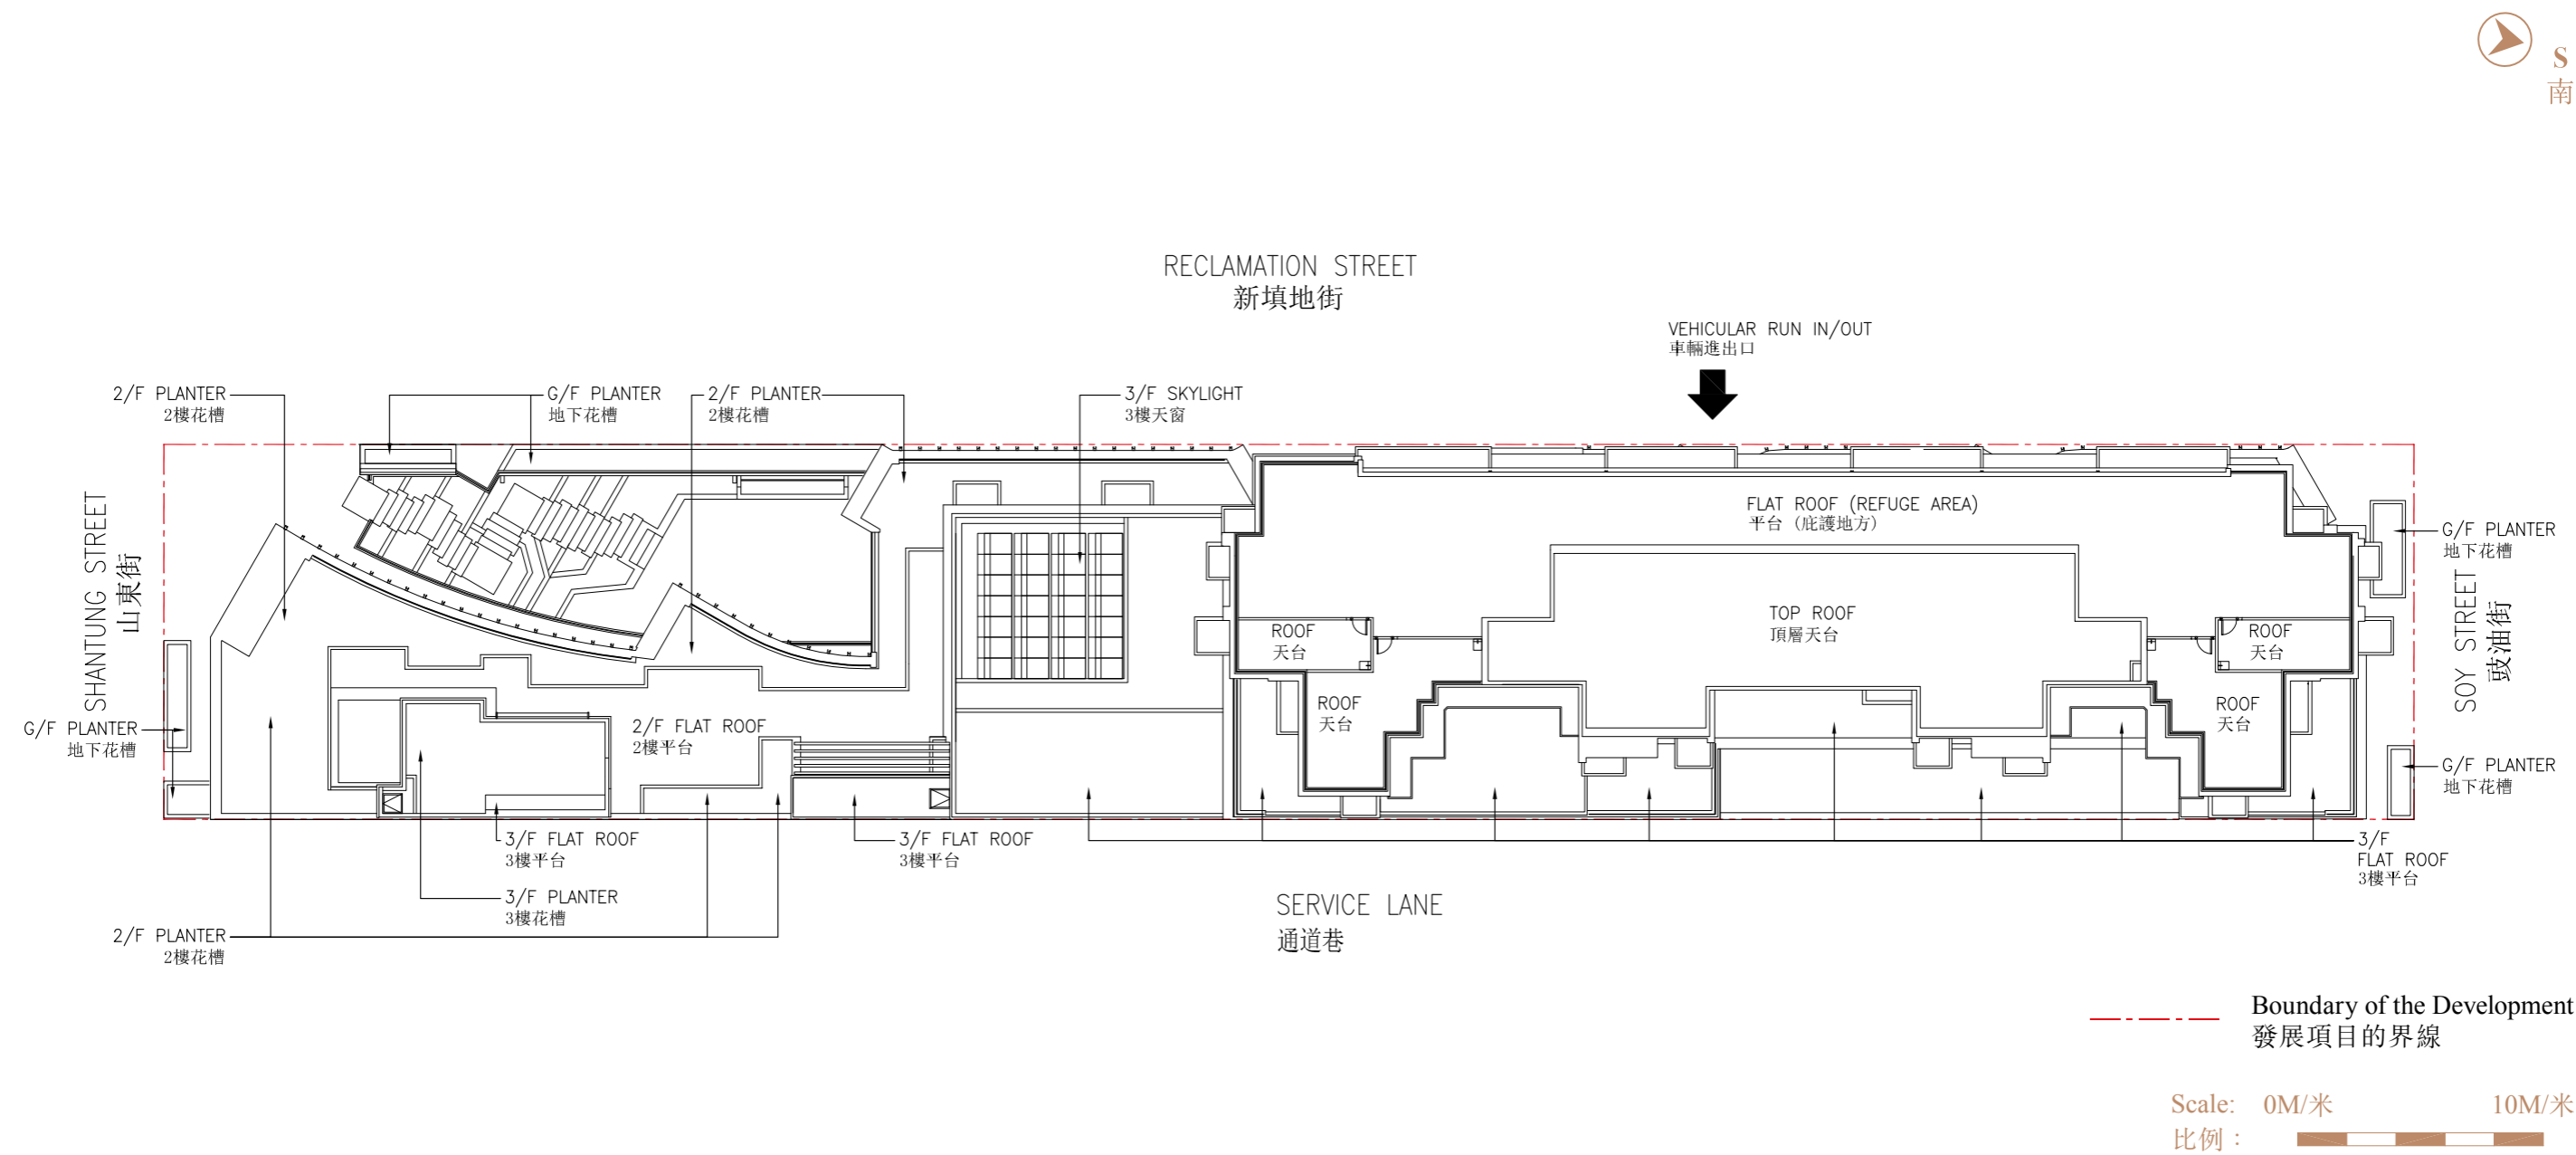 S
南
RECLAMATION STREET
新填地街
VEHICULAR RUN IN/OUT
車輛進出口
2/F PLANTER
2樓花槽
G/F PLANTER
地下花槽
2/F PLANTER
2樓花槽
3/F SKYLIGHT
3樓天窗
SHANTUNG STREET
山東街
FLAT ROOF (REFUGE AREA)
平台 (庇護地方)
G/F PLANTER
地下花槽
SOY STREET
豉油街
TOP ROOF
頂層天台
ROOF
天台
ROOF
天台
ROOF
天台
ROOF
天台
G/F PLANTER
地下花槽
2/F FLAT ROOF
2樓平台
G/F PLANTER
地下花槽
3/F FLAT ROOF
3樓平台
3/F FLAT ROOF
3樓平台
3/F
FLAT ROOF
3樓平台
3/F PLANTER
3樓花槽
SERVICE LANE
通道巷
2/F PLANTER
2樓花槽
Boundary of the Development
發展項目的界線
Scale: 0M/米 10M/米
比例：